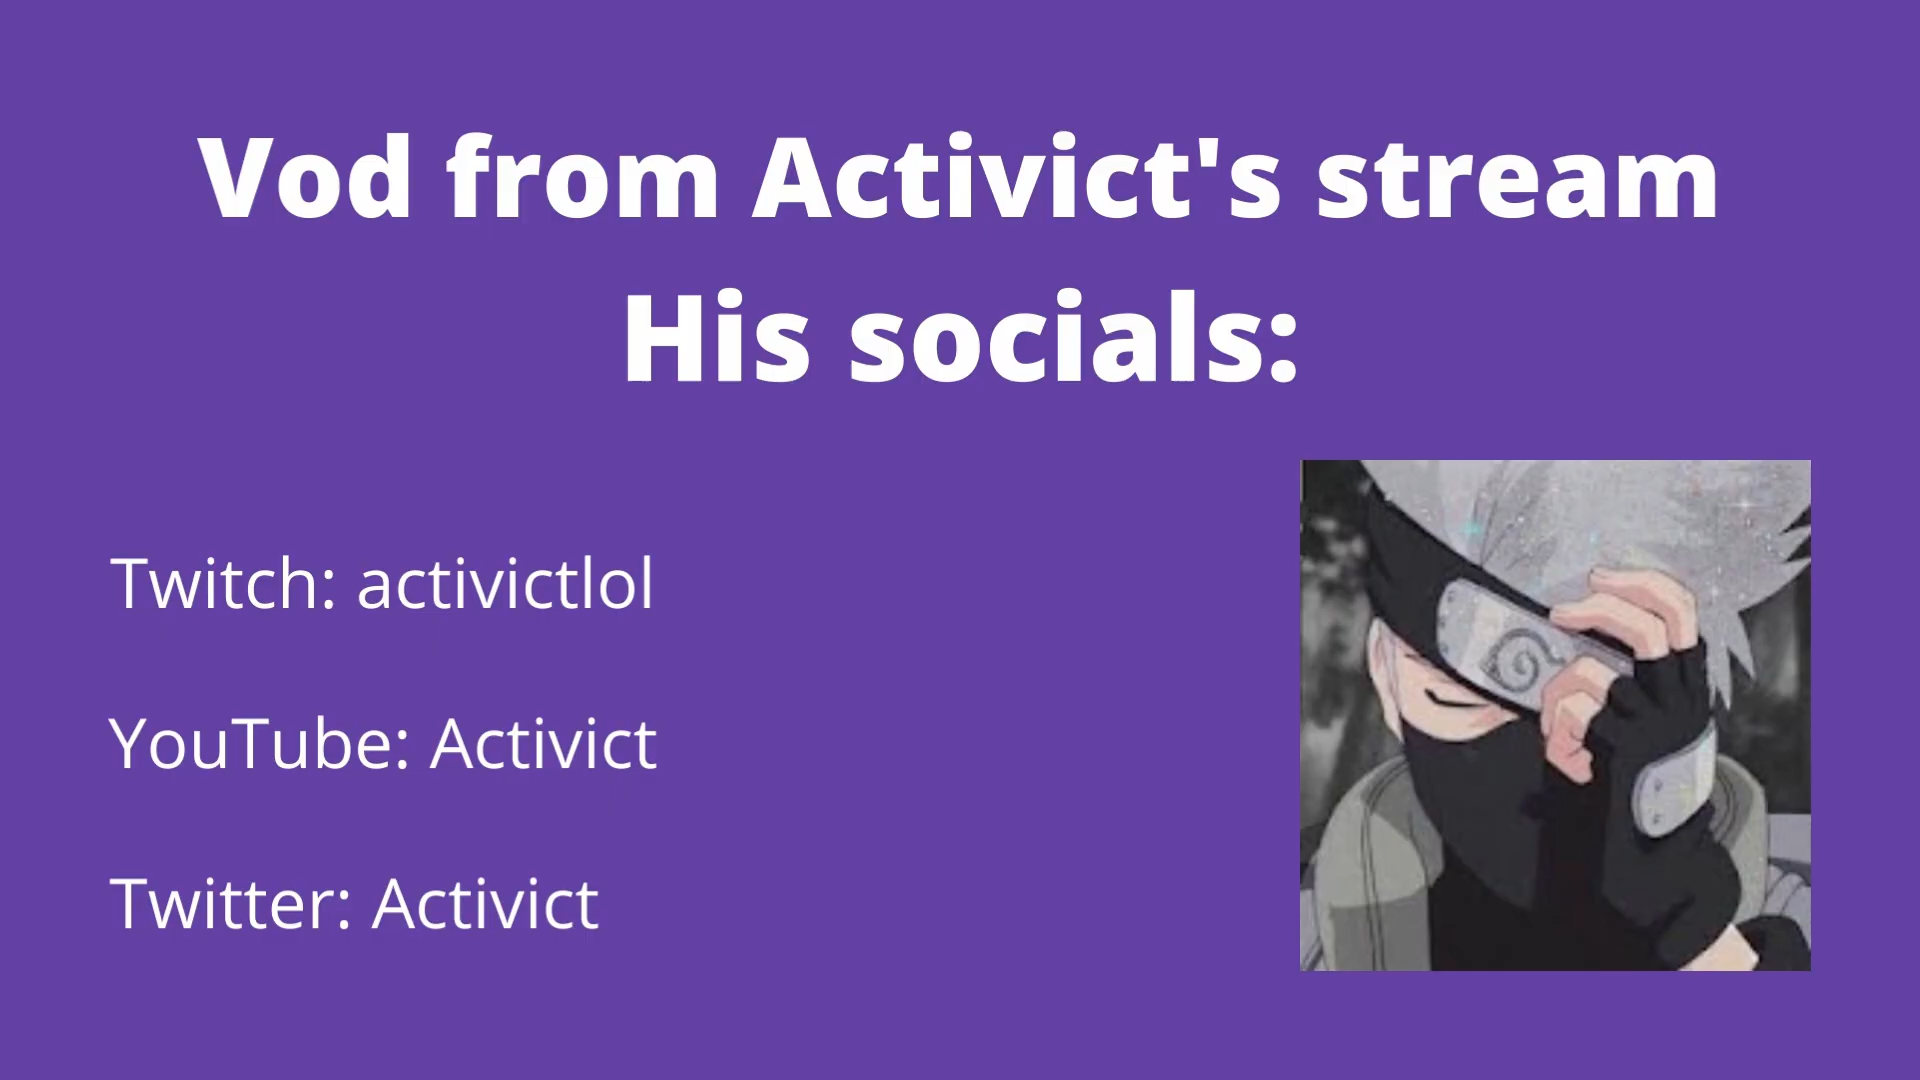 Vod from Activict's stream
His socials:
Twitch: activictlol
YouTube: Activict
Twitter: Activict